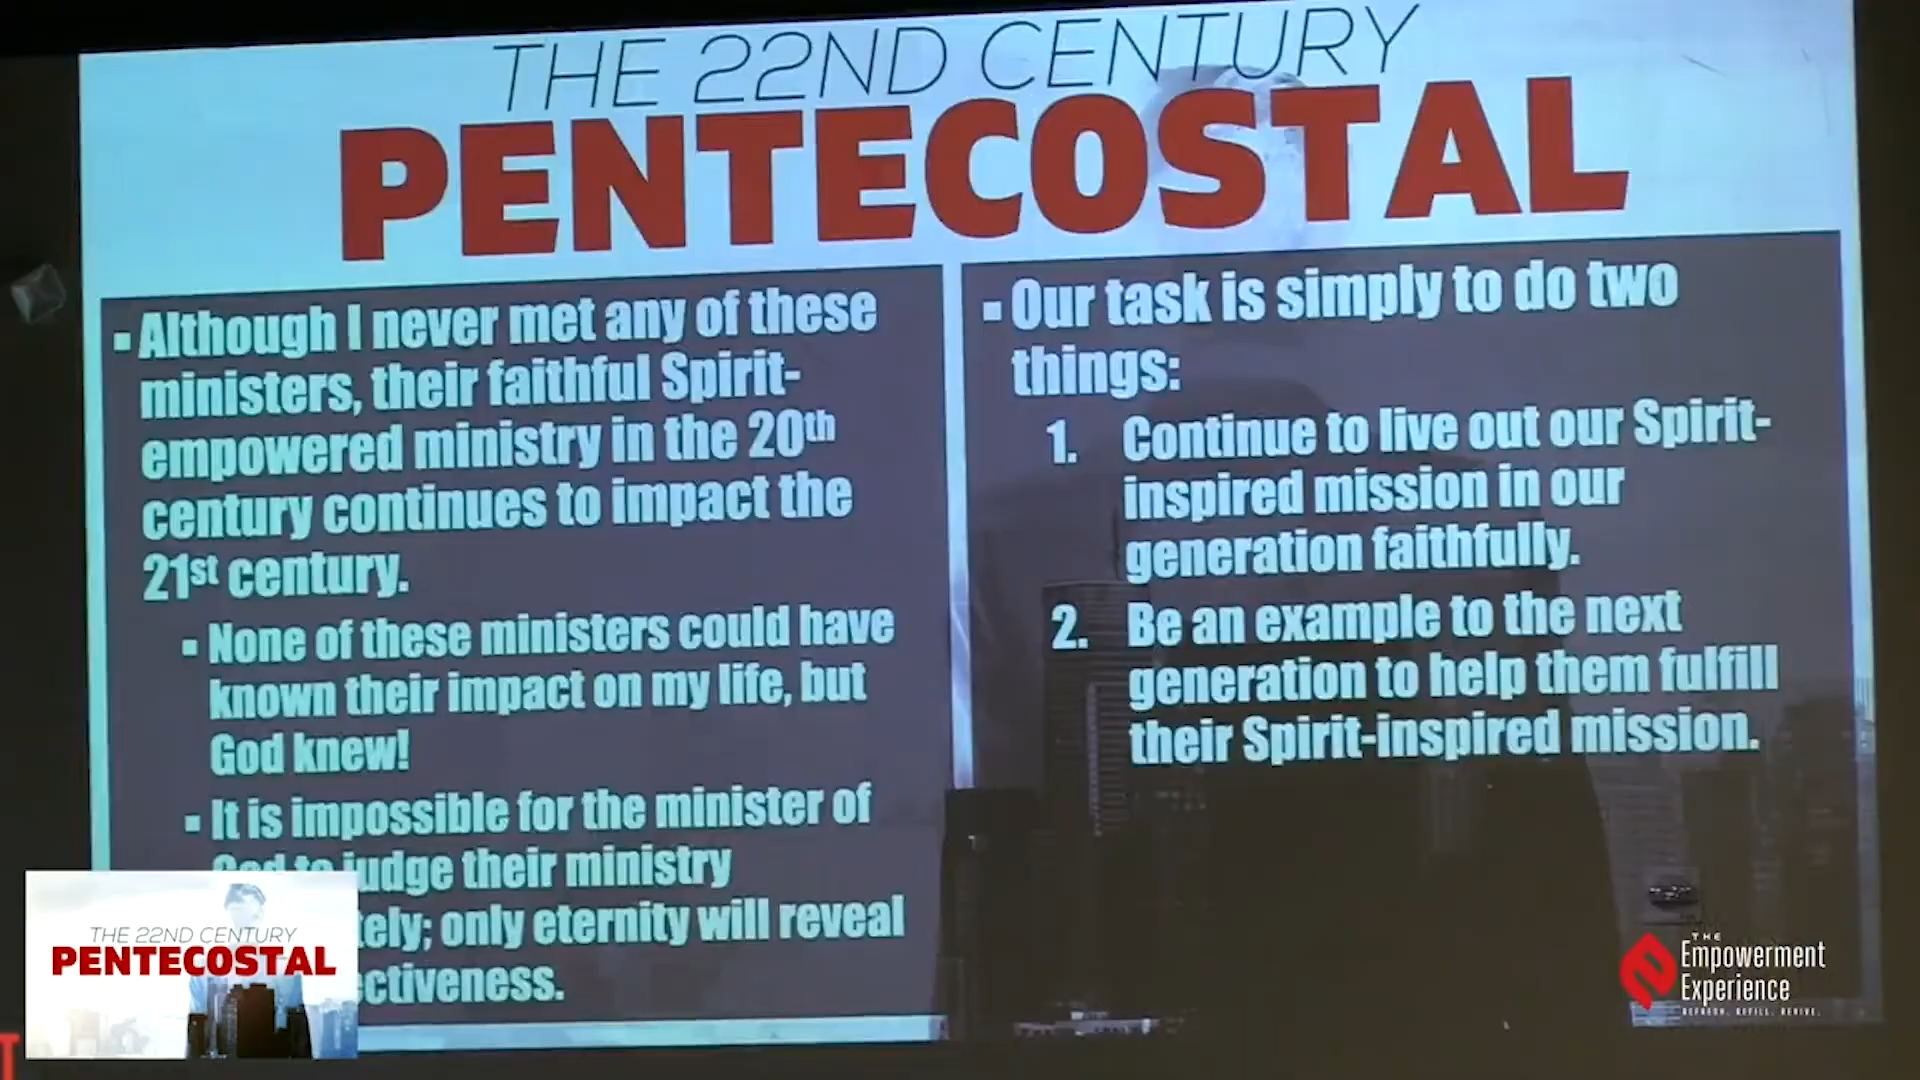 THE 22ND CENTURY
PENTECOSTAL
▪ Although I never met any of these
ministers, their faithful Spirit-
empowered ministry in the 20th
century continues to impact the
21st century.
▪ None of these ministers could have
known their impact on my life, but
God knew!
▪ It is impossible for the minister of
God to judge their ministry
tely; only eternity will reveal
ctiveness.
▪ Our task is simply to do two
things:
1. Continue to live out our Spirit-
inspired mission in our
generation faithfully.
2. Be an example to the next
generation to help them fulfill
their Spirit-inspired mission.
THE 22ND CENTURY
PENTECOSTAL
THE
Empowerment
Experience
REFRESH. REFILL. REVIVE.
T